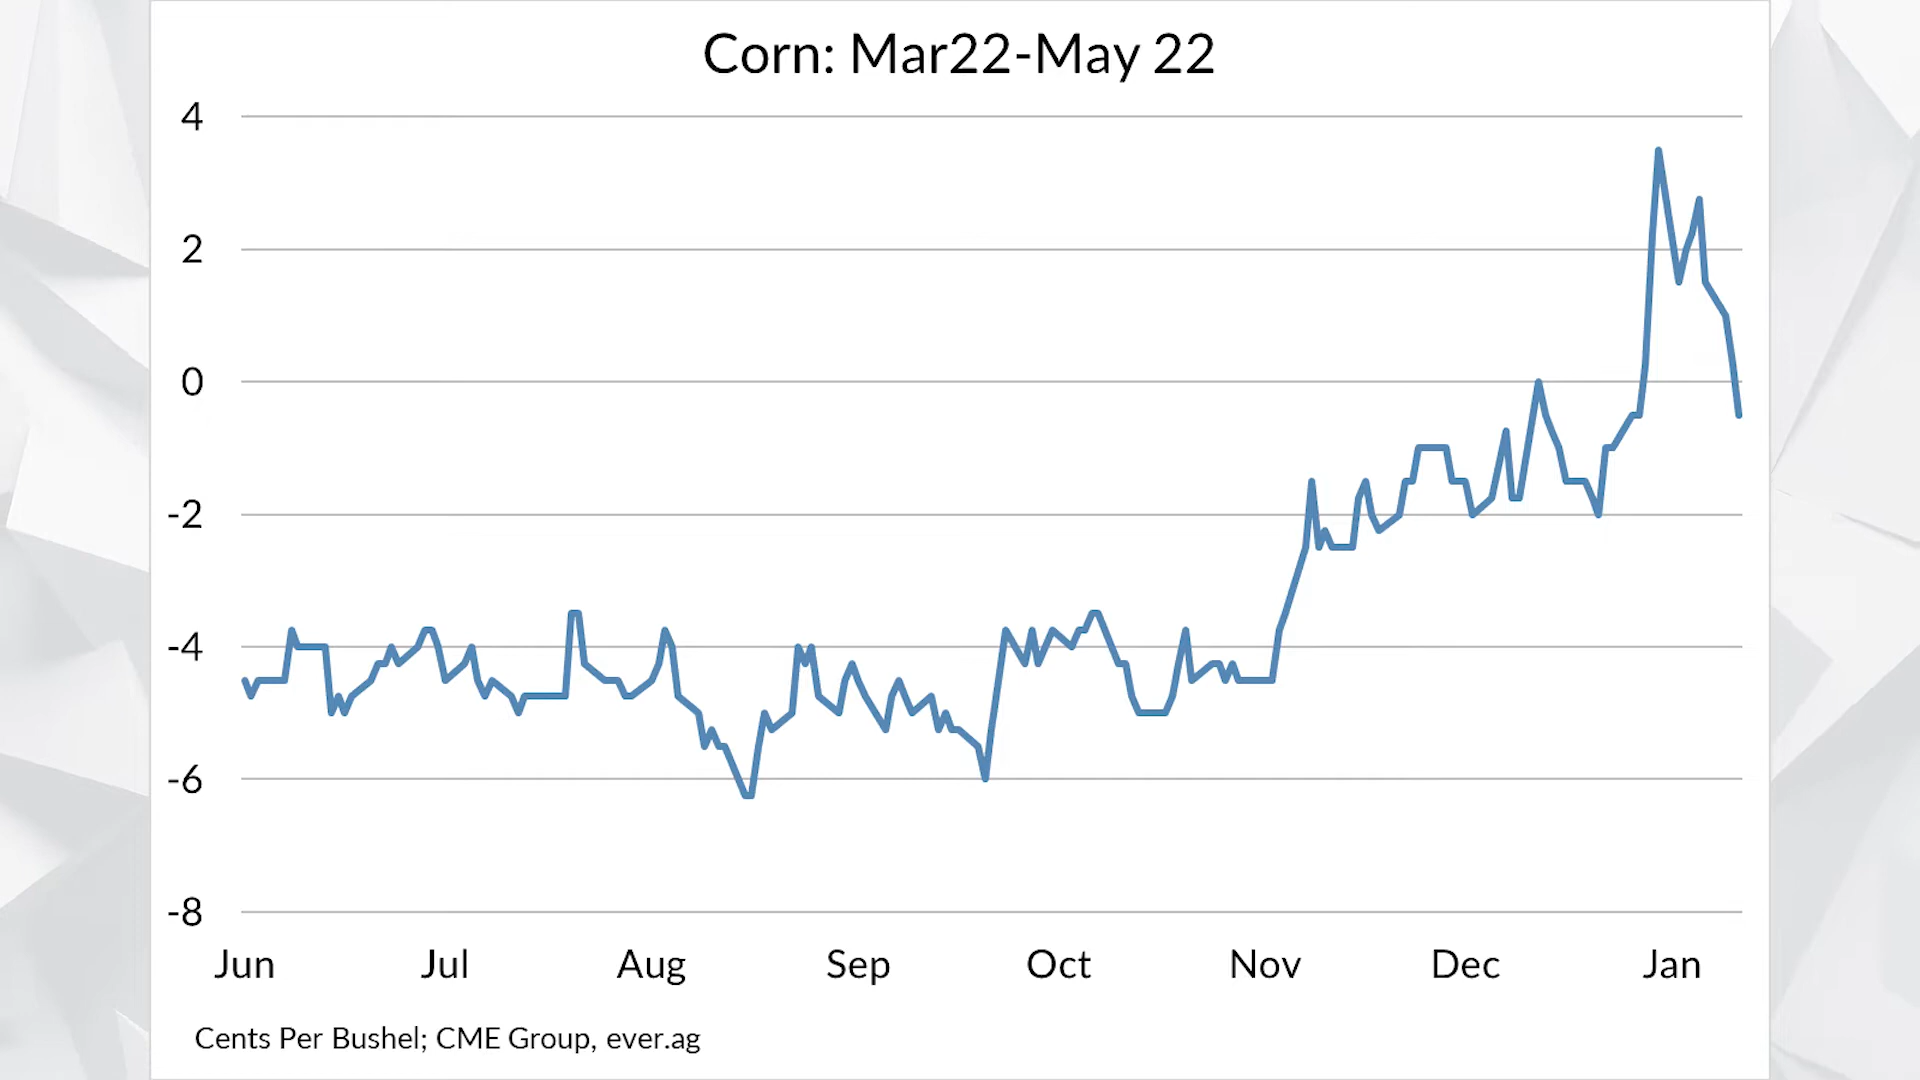 Corn: Mar22-May 22
4
2
0
-2
-4
-6
-8
Jun Jul Aug Sep Oct Nov Dec Jan
Cents Per Bushel; CME Group, ever.ag